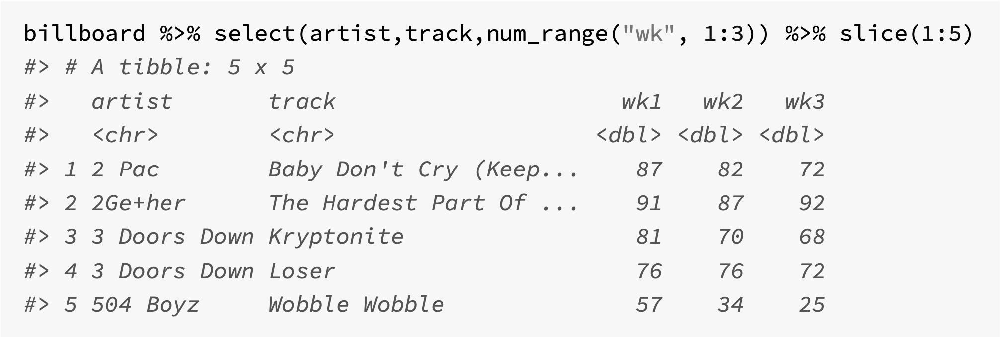 billboard %>% select(artist,track,num_range("wk", 1:3)) %>% slice(1:5)
#> # A tibble: 5 x 5
#>   artist       track                     wk1   wk2   wk3
#>   <chr>        <chr>                   <dbl> <dbl> <dbl>
#> 1 2 Pac        Baby Don't Cry (Keep...    87    82    72
#> 2 2Ge+her      The Hardest Part Of ...    91    87    92
#> 3 3 Doors Down Kryptonite                 81    70    68
#> 4 3 Doors Down Loser                      76    76    72
#> 5 504 Boyz     Wobble Wobble              57    34    25